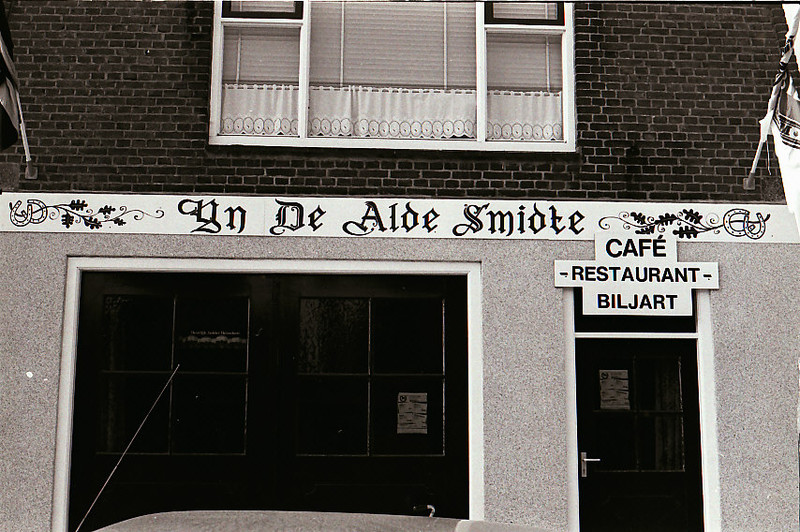 Yn De Alde Smidte
CAFÉ
- RESTAURANT -
BILJART